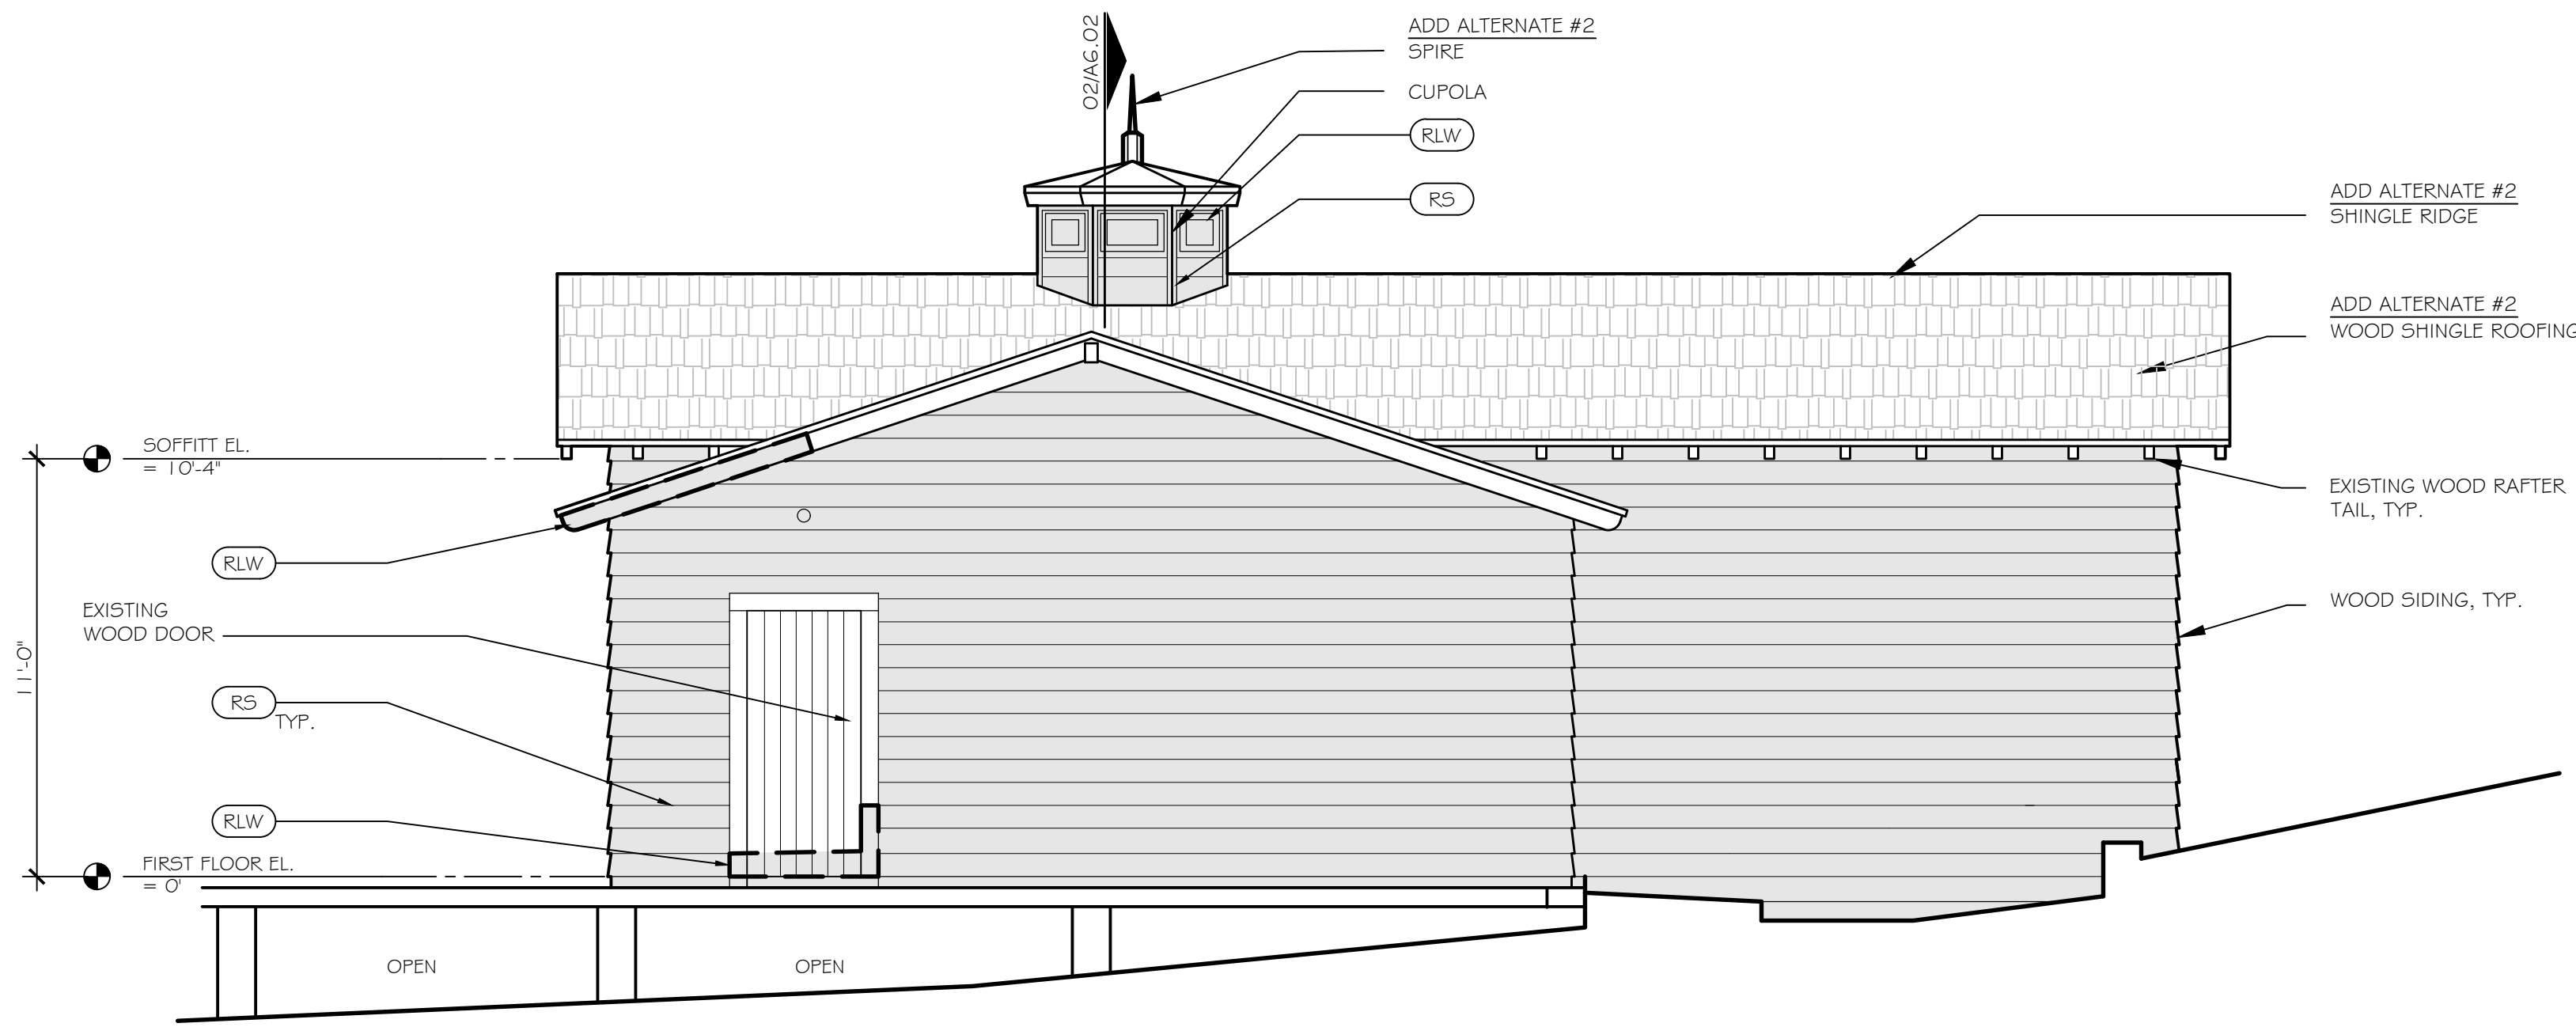 02/A6.02
ADD ALTERNATE #2
SPIRE
CUPOLA
RLW
RS
ADD ALTERNATE #2
SHINGLE RIDGE
ADD ALTERNATE #2
WOOD SHINGLE ROOFING
SOFFITT EL.
= 10'-4"
EXISTING WOOD RAFTER
TAIL, TYP.
RLW
EXISTING
WOOD DOOR
WOOD SIDING, TYP.
11'-0"
RS
TYP.
RLW
FIRST FLOOR EL.
= 0'
OPEN
OPEN